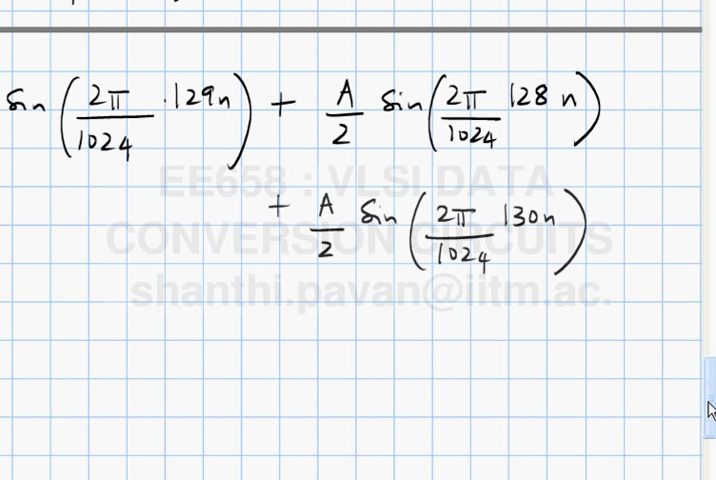 sin (2π/1024 · 129n) + A/2 sin (2π/1024 128 n)
+ A/2 sin (2π/1024 130n)
EE658 : VLSI DATA
CONVERSION CIRCUITS
shanthi.pavan@iitm.ac.